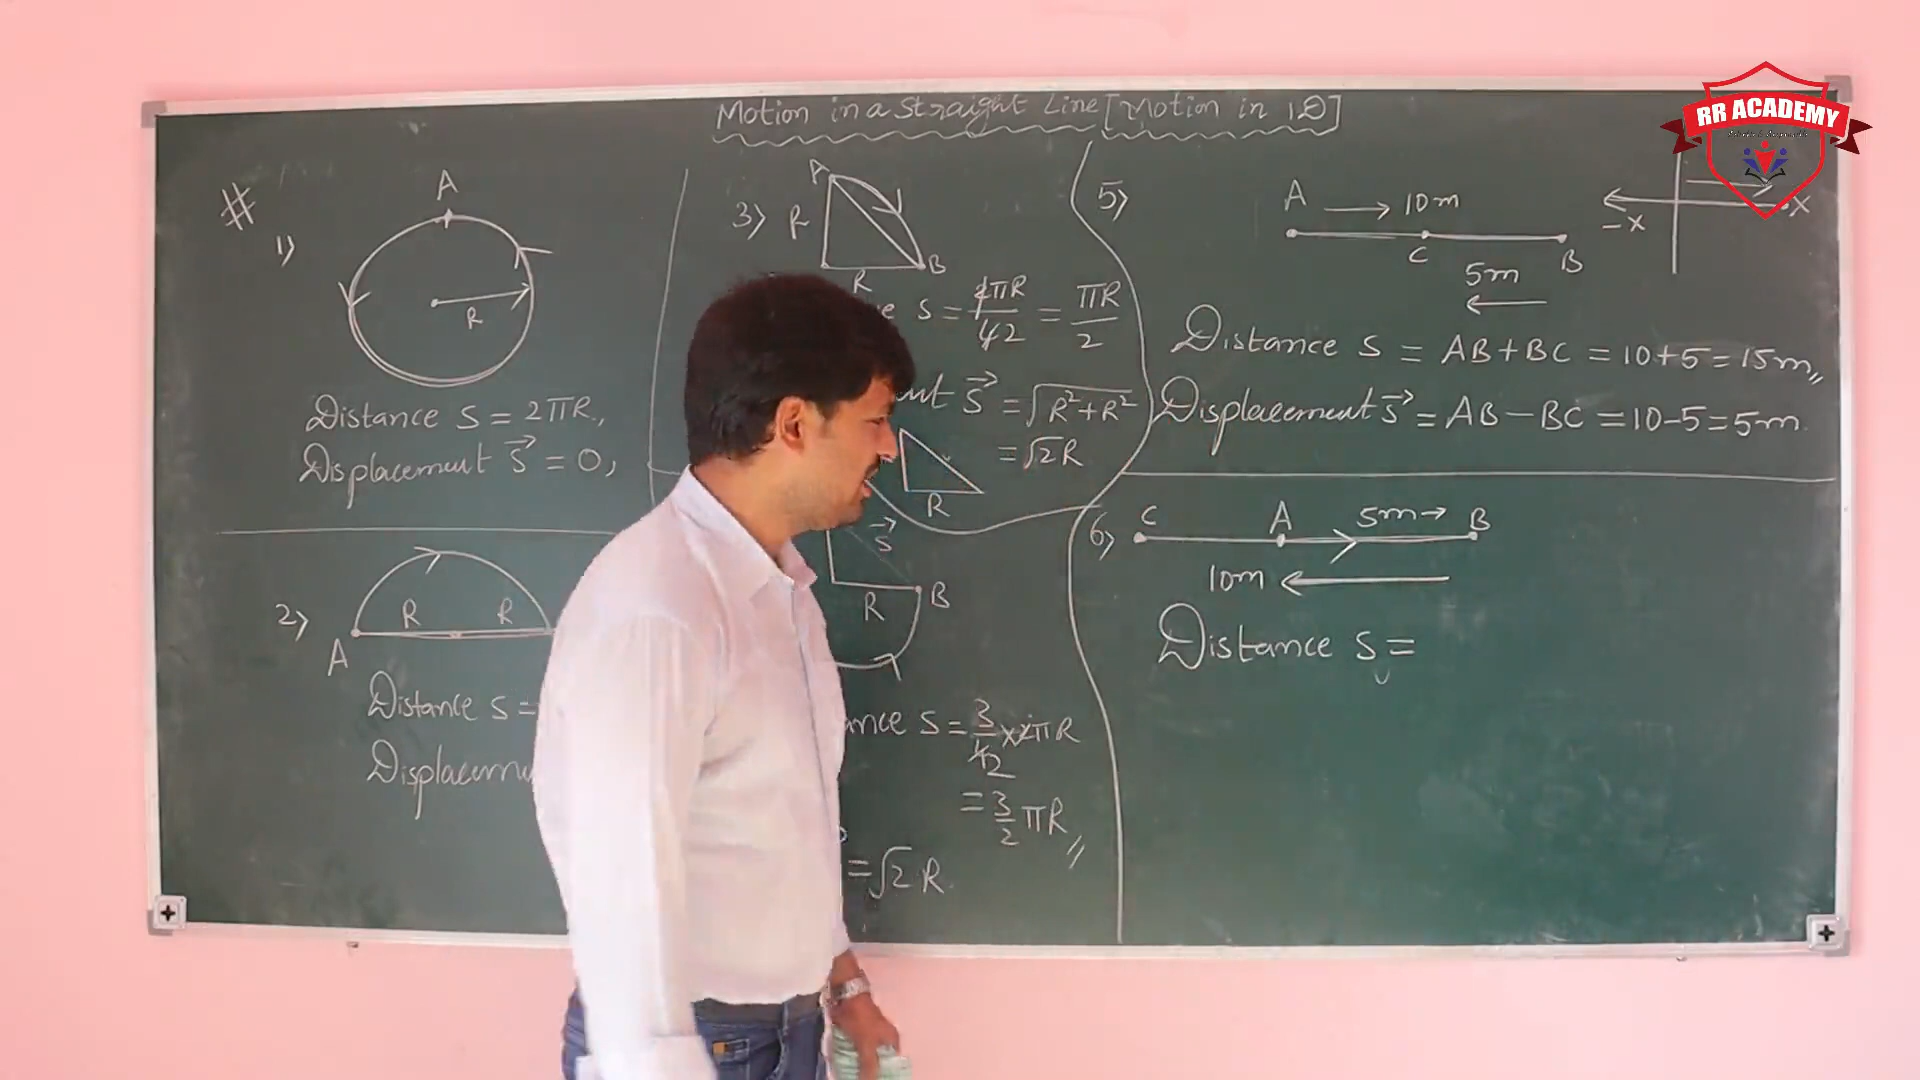 Motion in a straight Line [Motion in 1D]
RR ACADEMY
#
1)
A
R
Distance S = 2πR,
Displacement S⃗ = 0,
2)
R R
A
Distance S =
3)
A
R
B
R
S = 2πR/42 = πR/2
S⃗ = √R²+R²
= √2R
R
S⃗
R
B
S = 3/42 × 2πR
= 3/2 πR
= √2 R
5)
A → 10m
C B
5m
-X X
Distance S = AB+BC = 10+5 = 15m
Displacement S⃗ = AB-BC = 10-5 = 5m.
6)
C A 5m→ B
10m
Distance S =